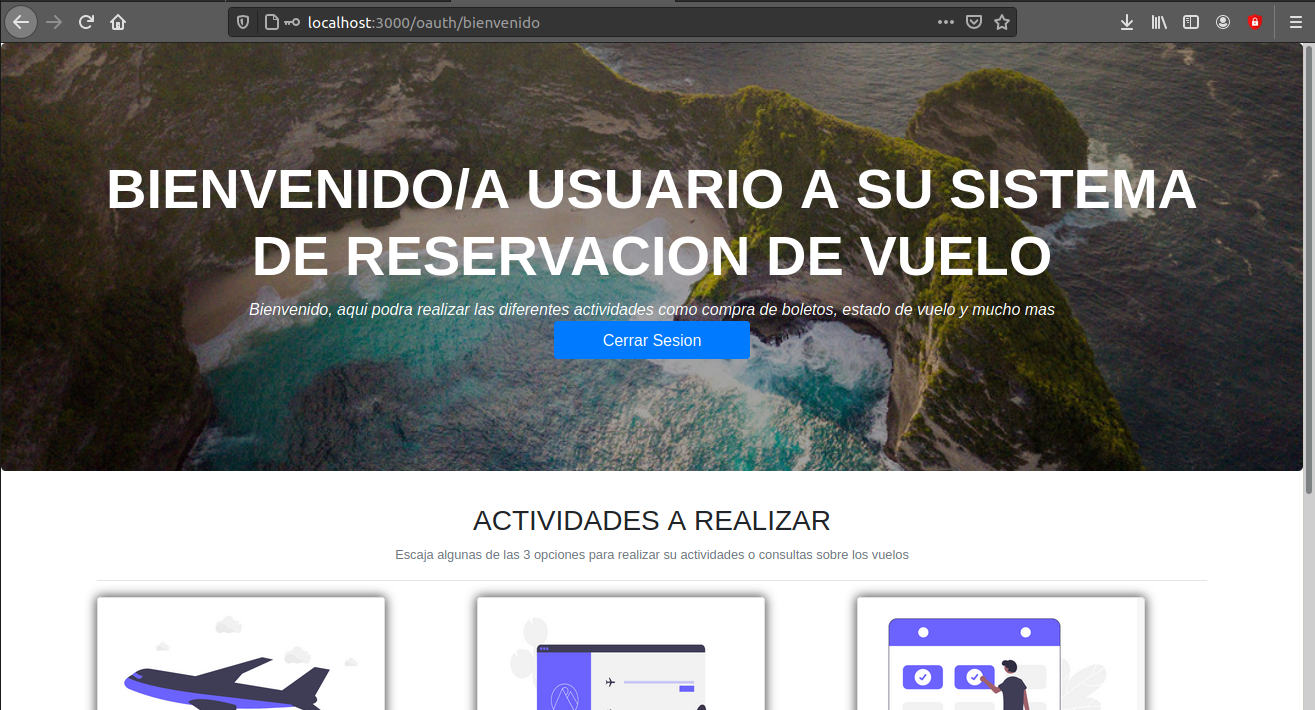 localhost:3000/oauth/bienvenido
BIENVENIDO/A USUARIO A SU SISTEMA
DE RESERVACION DE VUELO
Bienvenido, aqui podra realizar las diferentes actividades como compra de boletos, estado de vuelo y mucho mas
Cerrar Sesion
ACTIVIDADES A REALIZAR
Escaja algunas de las 3 opciones para realizar su actividades o consultas sobre los vuelos